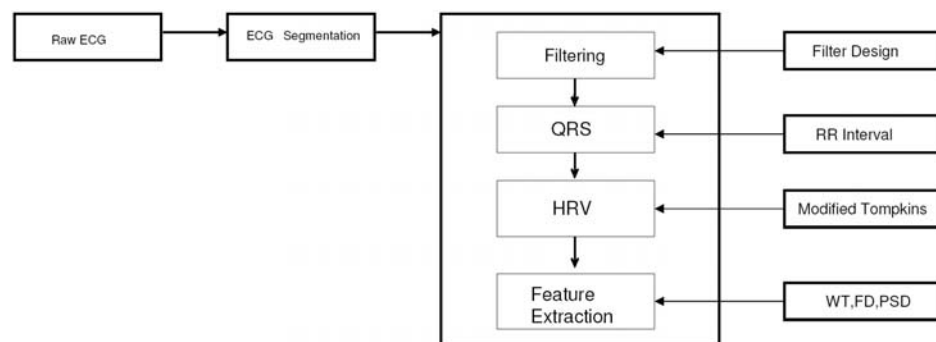 Raw ECG
ECG Segmentation
Filtering
Filter Design
QRS
RR Interval
HRV
Modified Tompkins
Feature
Extraction
WT,FD,PSD